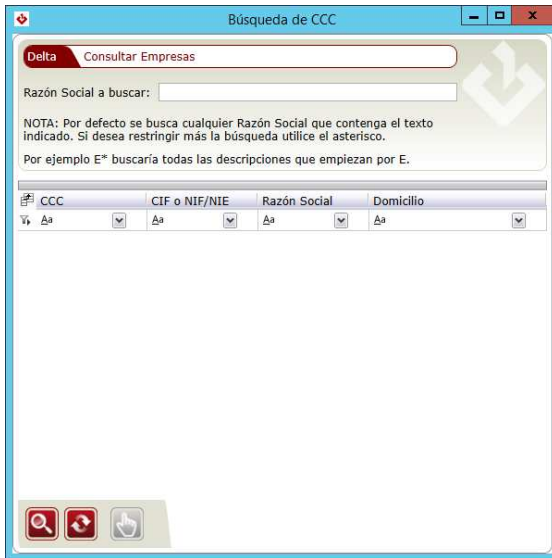 Búsqueda de CCC
Delta Consultar Empresas
Razón Social a buscar:
NOTA: Por defecto se busca cualquier Razón Social que contenga el texto
indicado. Si desea restringir más la búsqueda utilice el asterisco.
Por ejemplo E* buscaría todas las descripciones que empiezan por E.
CCC CIF o NIF/NIE Razón Social Domicilio
Aa Aa Aa Aa